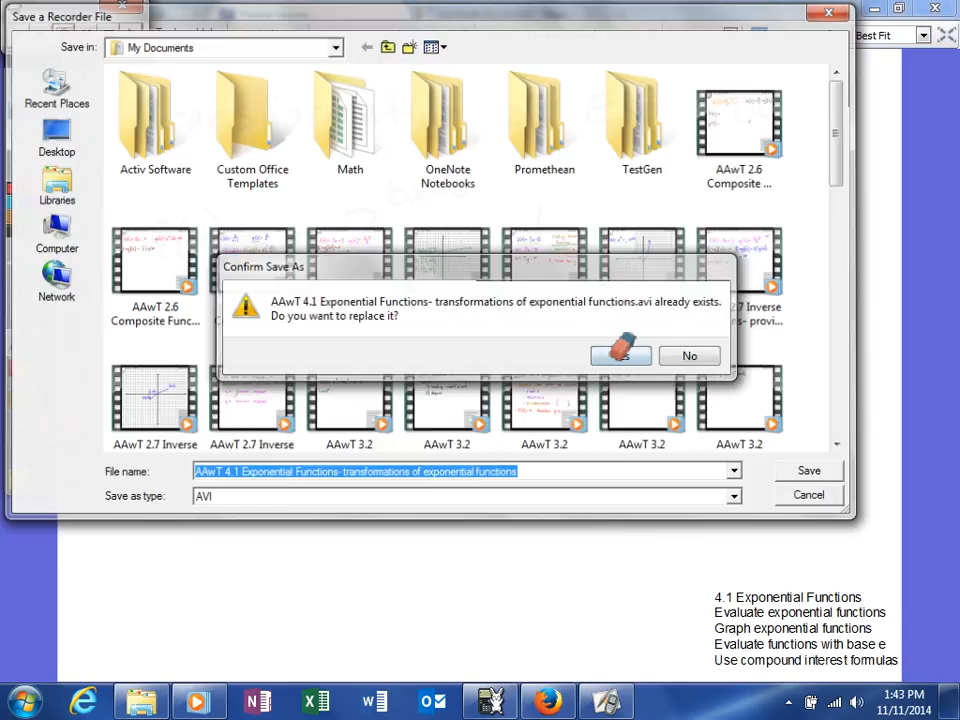 Save a Recorder File
Best Fit
Save in:
My Documents
Recent Places
Desktop
Libraries
Computer
Network
Activ Software
Custom Office
Templates
Math
OneNote
Notebooks
Promethean
TestGen
AAwT 2.6
Composite ...
AAwT 2.6
Composite Func...
7 Inverse
- provi...
Confirm Save As
AAwT 4.1 Exponential Functions- transformations of exponential functions.avi already exists.
Do you want to replace it?
No
AAwT 2.7 Inverse
AAwT 2.7 Inverse
AAwT 3.2
AAwT 3.2
AAwT 3.2
AAwT 3.2
AAwT 3.2
File name:
AAwT 4.1 Exponential Functions- transformations of exponential functions
Save
Save as type:
AVI
Cancel
4.1 Exponential Functions
Evaluate exponential functions
Graph exponential functions
Evaluate functions with base e
Use compound interest formulas
1:43 PM
11/11/2014